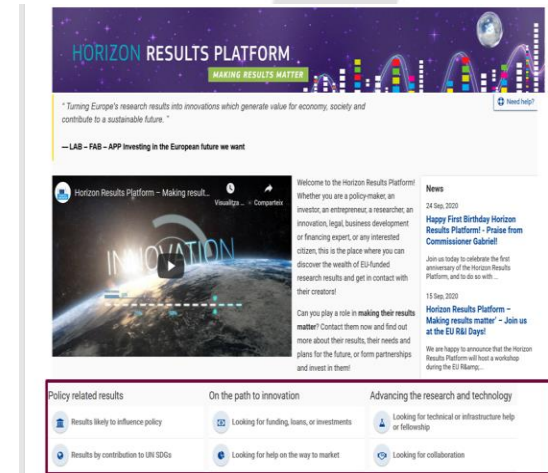 HORIZON RESULTS PLATFORM
MAKING RESULTS MATTER
Need help?
" Turning Europe's research results into innovations which generate value for economy, society and
contribute to a sustainable future. "
— LAB – FAB – APP investing in the European future we want
Horizon Results Platform – Making result...
Visualitza ...
Comparteix
INNOVATION
Welcome to the Horizon Results Platform!
Whether you are a policy-maker, an
investor, an entrepreneur, a researcher, an
innovation, legal, business development
or financing expert, or any interested
citizen, this is the place where you can
discover the wealth of EU-funded
research results and get in contact with
their creators!
Can you play a role in making their results
matter? Contact them now and find out
more about their results, their needs and
plans for the future, or form partnerships
and invest in them!
News
24 Sep, 2020
Happy First Birthday Horizon
Results Platform! - Praise from
Commissioner Gabriel!
Join us today to celebrate the first
anniversary of the Horizon Results
Platform, and to do so with ...
15 Sep, 2020
Horizon Results Platform –
Making results matter' – Join us
at the EU R&I Days!
We are happy to announce that the Horizon
Results Platform will host a workshop
during the EU R&amp;...
Policy related results
Results likely to influence policy
Results by contribution to UN SDGs
On the path to innovation
Looking for funding, loans, or investments
Looking for help on the way to market
Advancing the research and technology
Looking for technical or infrastructure help
or fellowship
Looking for collaboration